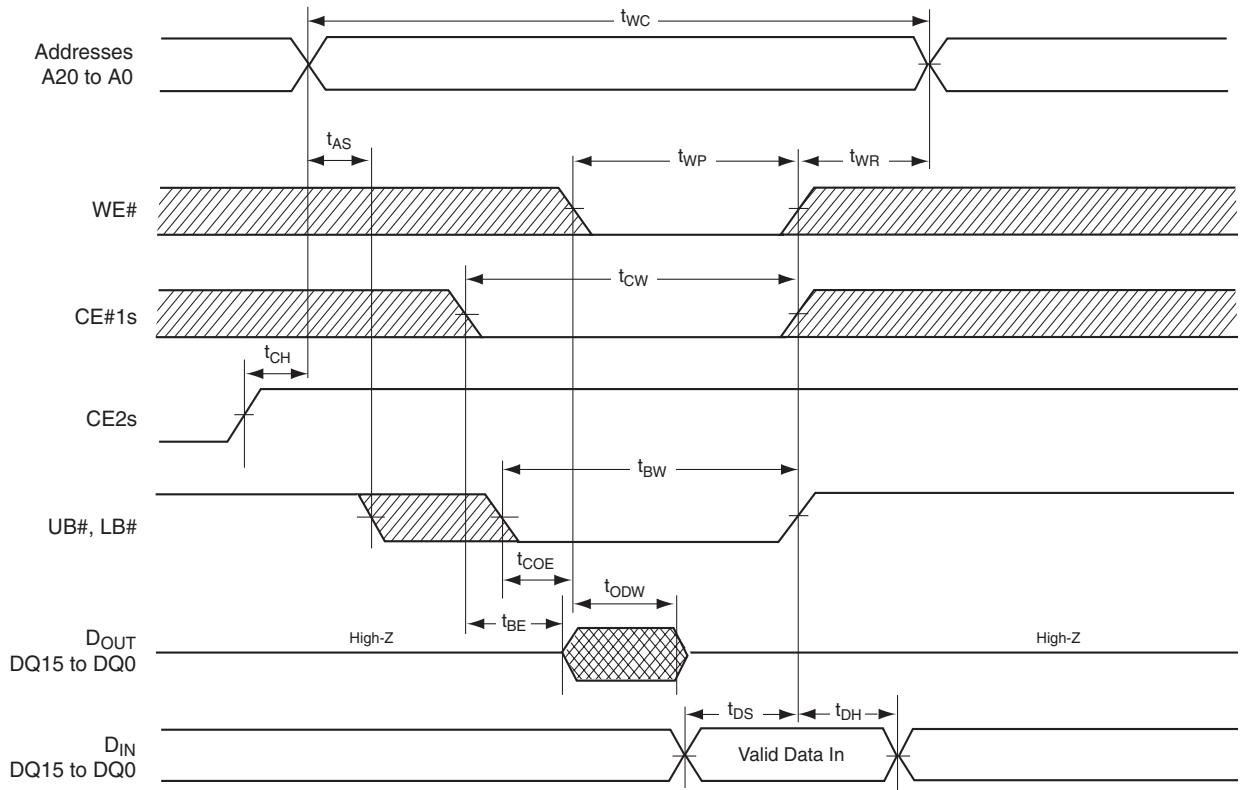 tWC
Addresses
A20 to A0
tAS
tWP
tWR
WE#
tCW
CE#1s
tCH
CE2s
tBW
UB#, LB#
tCOE
tODW
tBE
DOUT
DQ15 to DQ0
High-Z
High-Z
tDS
tDH
DIN
DQ15 to DQ0
Valid Data In